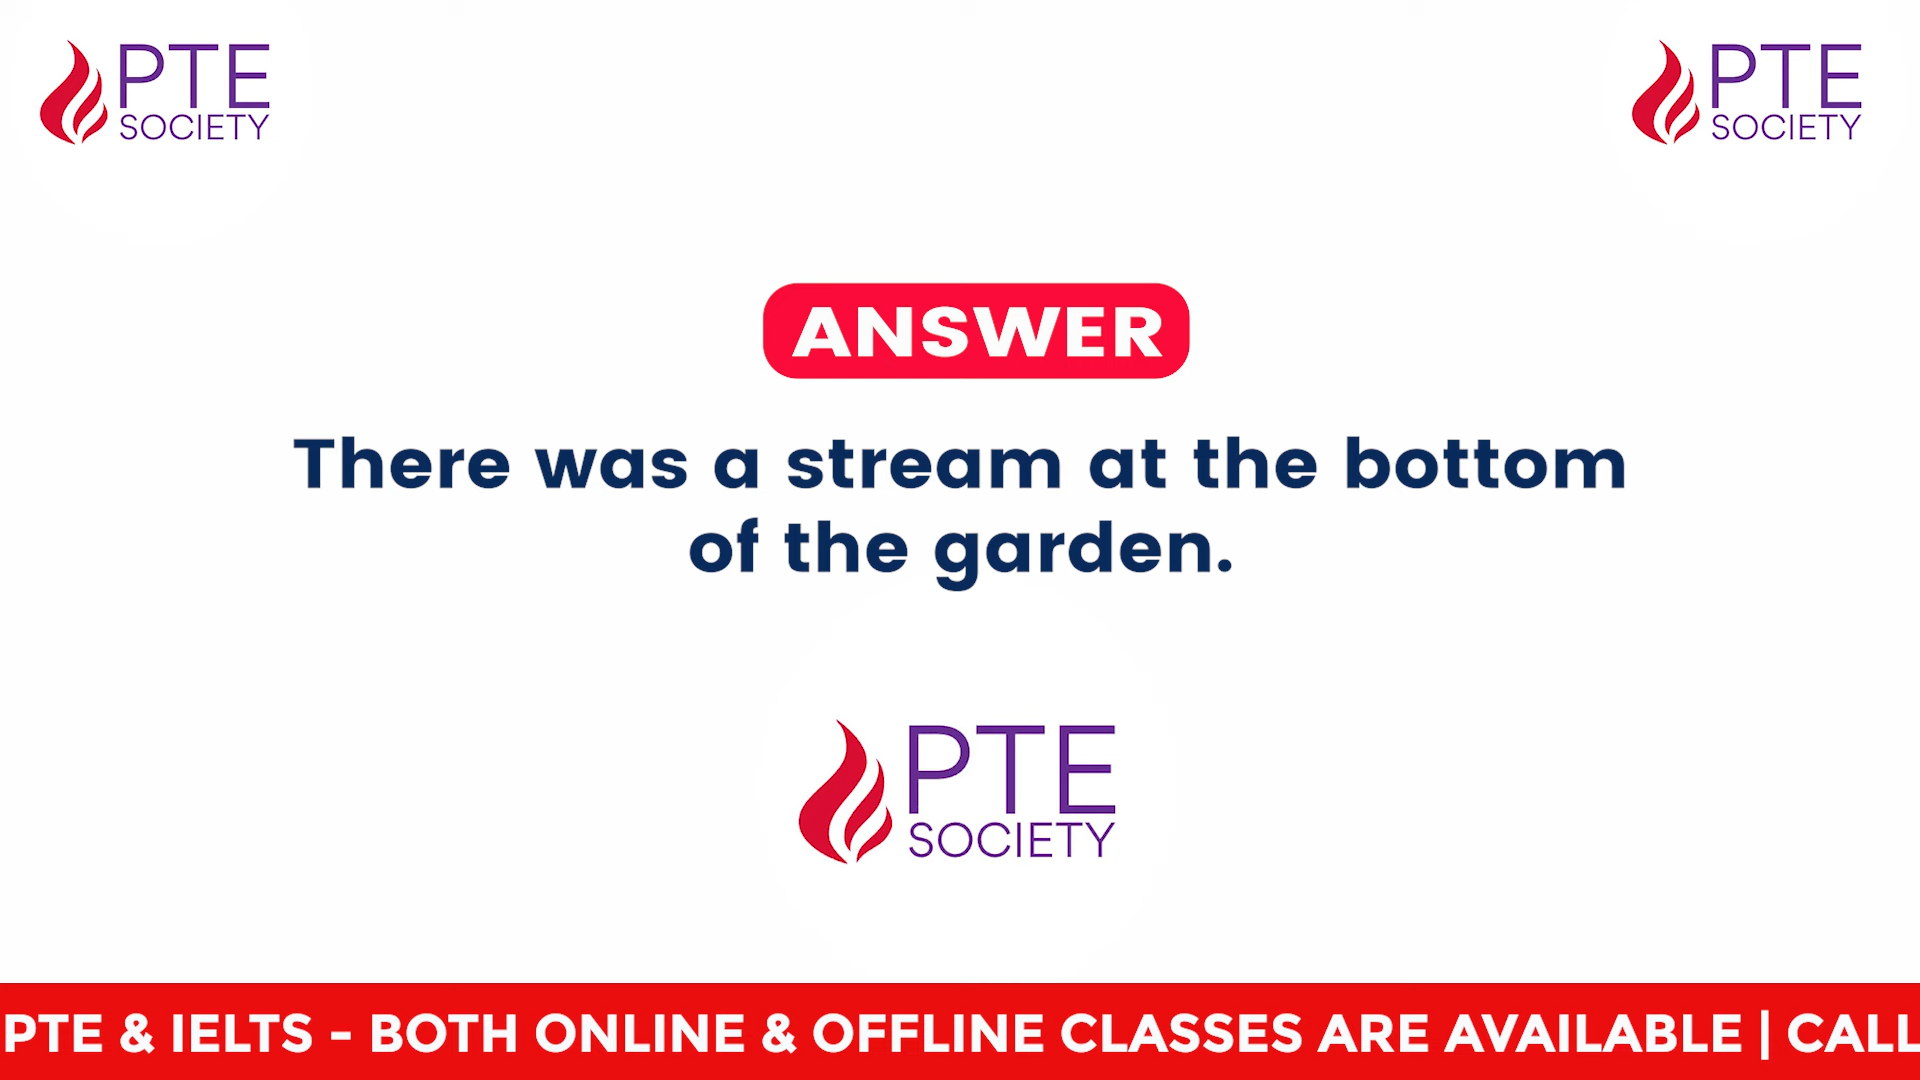 PTE
SOCIETY
PTE
SOCIETY
ANSWER
There was a stream at the bottom
of the garden.
PTE
SOCIETY
PTE & IELTS - BOTH ONLINE & OFFLINE CLASSES ARE AVAILABLE | CALL